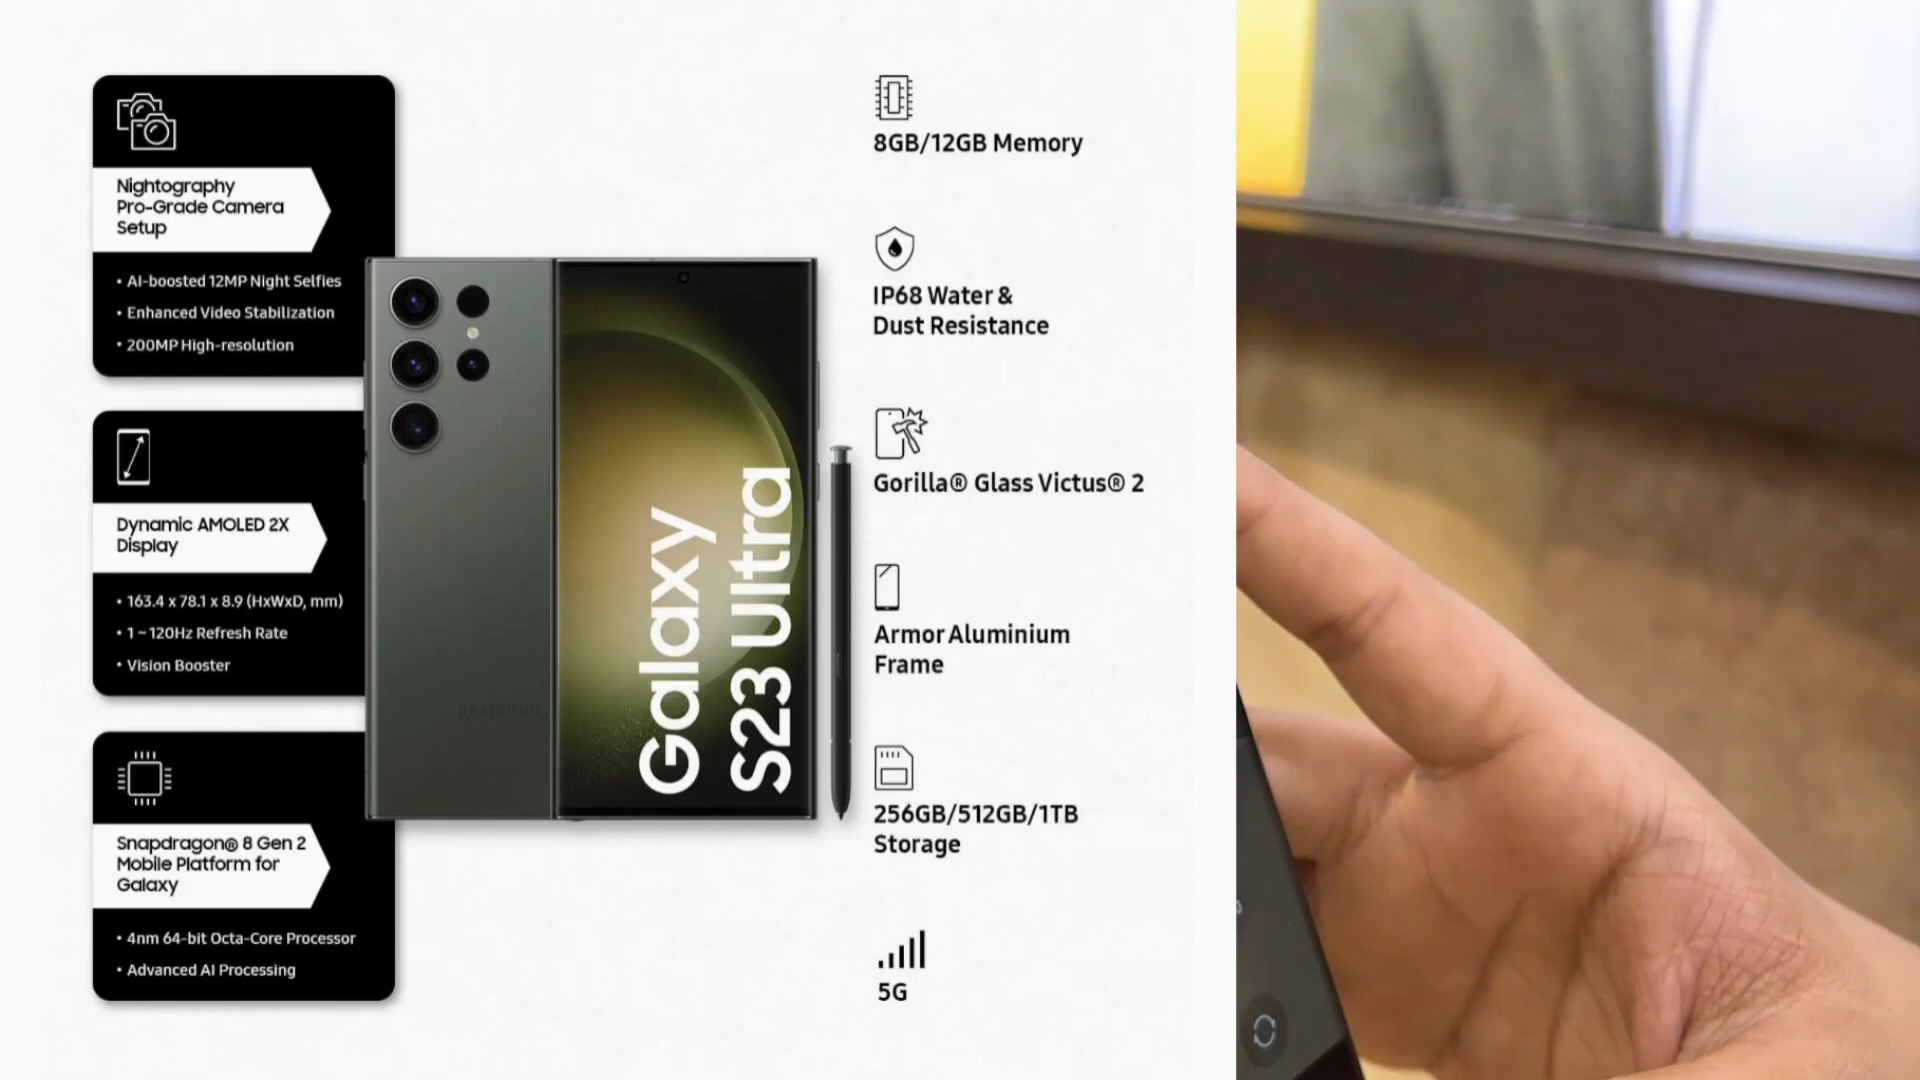 Nightography
Pro-Grade Camera
Setup
• AI-boosted 12MP Night Selfies
• Enhanced Video Stabilization
• 200MP High-resolution
Dynamic AMOLED 2X
Display
• 163.4 x 78.1 x 8.9 (HxWxD, mm)
• 1 ~ 120Hz Refresh Rate
• Vision Booster
Snapdragon® 8 Gen 2
Mobile Platform for
Galaxy
• 4nm 64-bit Octa-Core Processor
• Advanced AI Processing
SAMSUNG
Galaxy
S23 Ultra
8GB/12GB Memory
IP68 Water &
Dust Resistance
Gorilla® Glass Victus® 2
Armor Aluminium
Frame
256GB/512GB/1TB
Storage
5G